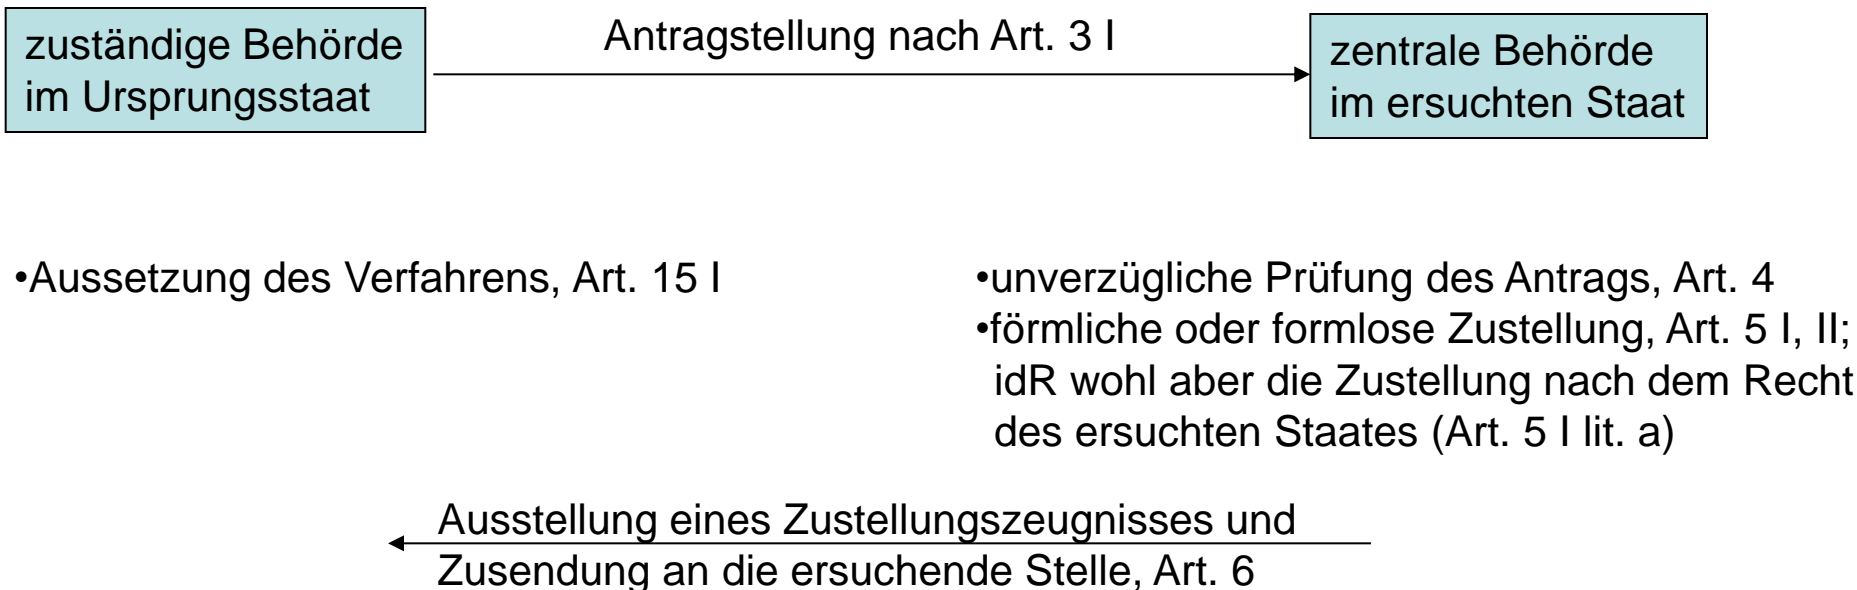 zuständige Behörde
im Ursprungsstaat
Antragstellung nach Art. 3 I
zentrale Behörde
im ersuchten Staat
•Aussetzung des Verfahrens, Art. 15 I
•unverzügliche Prüfung des Antrags, Art. 4
•förmliche oder formlose Zustellung, Art. 5 I, II;
idR wohl aber die Zustellung nach dem Recht
des ersuchten Staates (Art. 5 I lit. a)
Ausstellung eines Zustellungszeugnisses und
Zusendung an die ersuchende Stelle, Art. 6